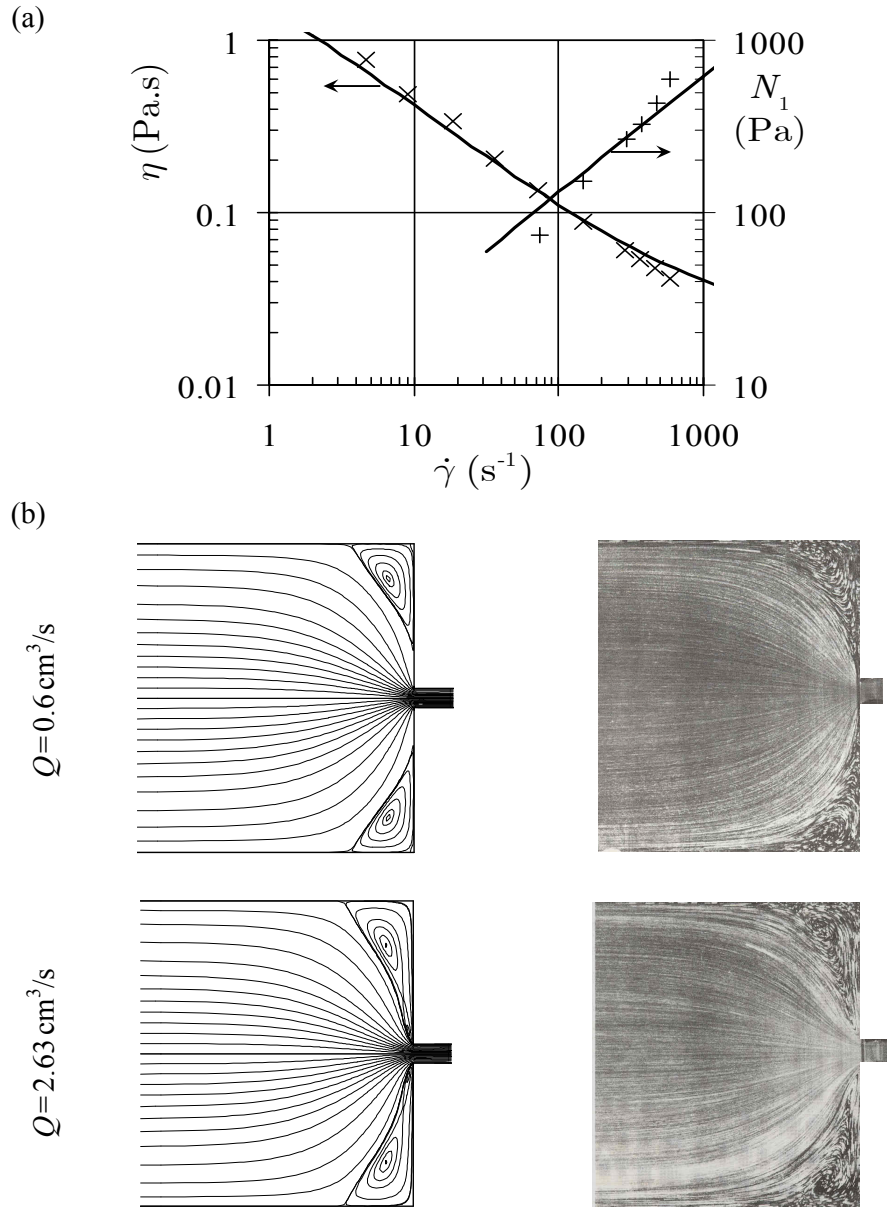 (a)
1
0.1
0.01
η (Pa.s)
1000
100
10
N₁
(Pa)
1
10
100
1000
γ̇ (s⁻¹)
(b)
Q=0.6 cm³/s
Q=2.63 cm³/s